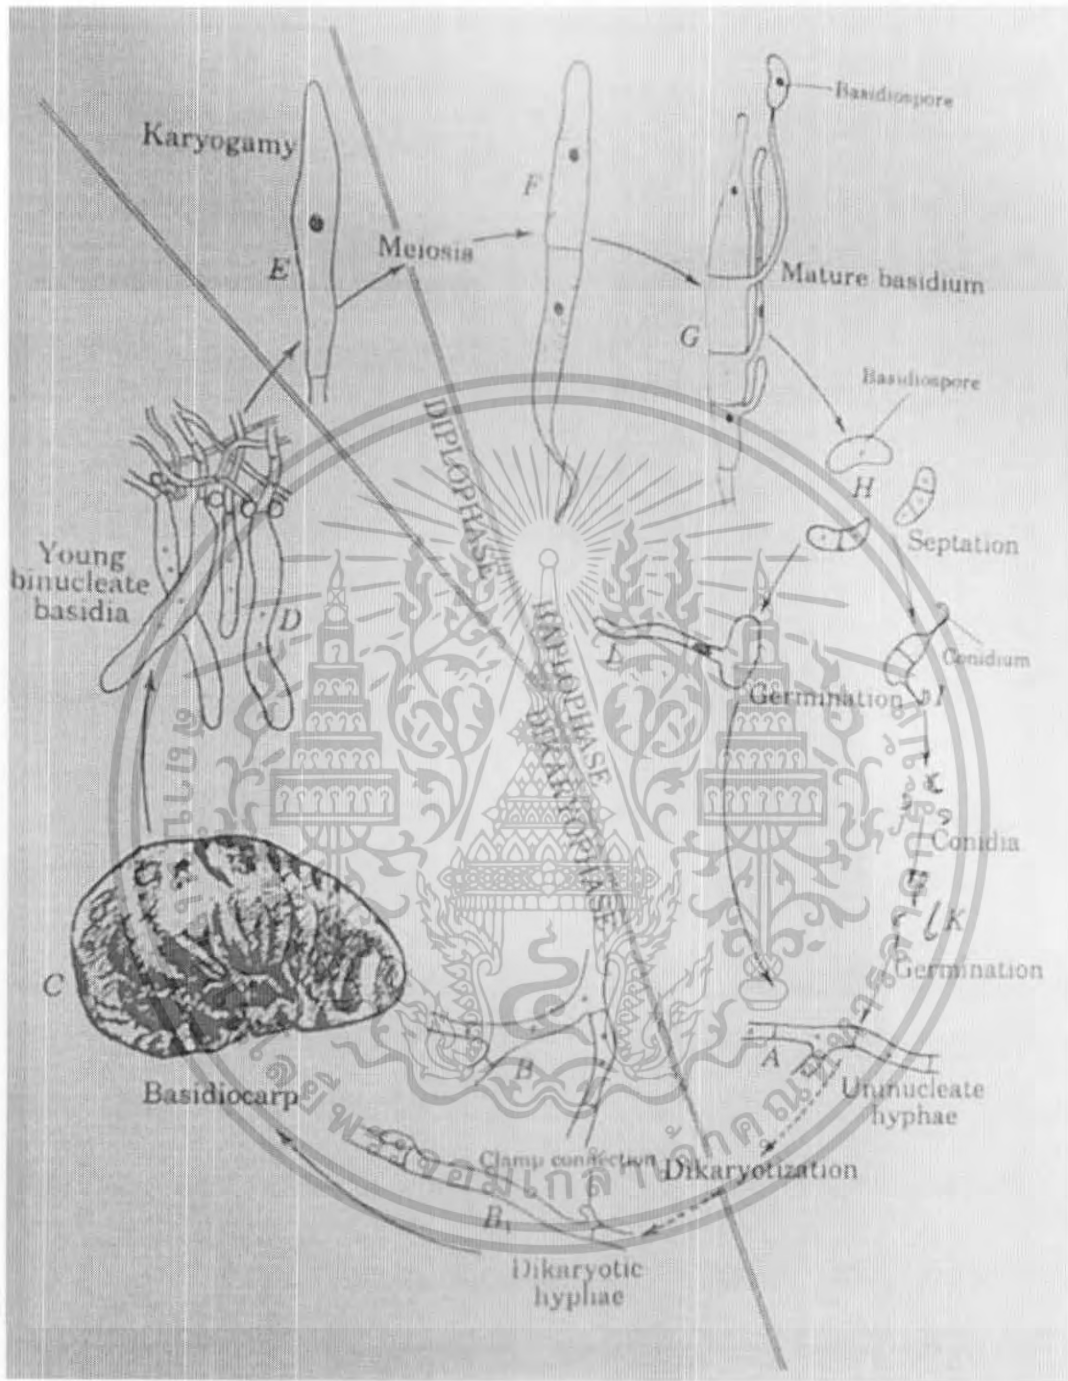 Karyogamy
E
Meiosis
F
Basidiospore
Mature basidium
G
Basidiospore
H
Septation
Young
binucleate
basidia
D
DIPLOPHASE
HAPLOPHASE
DIKARYOPHASE
L
Germination
Conidium
I
Conidia
K
Germination
C
Basidiocarp
B
A
Uninucleate
hyphae
Clamp connection
Dikaryotization
B1
Dikaryotic
hyphae